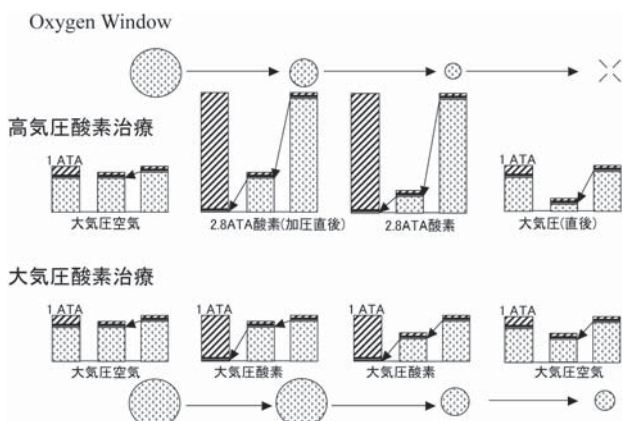 Oxygen Window
高気圧酸素治療
1 ATA
1 ATA
大気圧空気
2.8ATA酸素(加圧直後)
2.8ATA酸素
大気圧(直後)
大気圧酸素治療
1 ATA
1 ATA
1 ATA
1 ATA
大気圧空気
大気圧酸素
大気圧酸素
大気圧空気